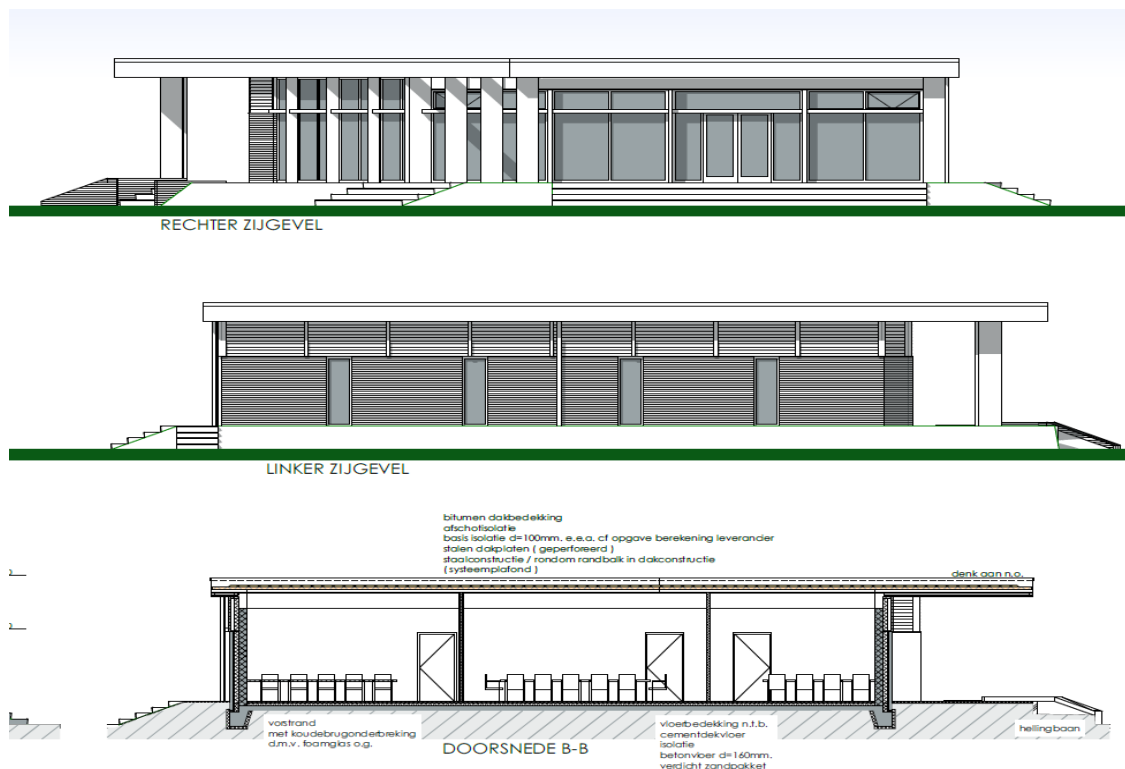 RECHTER ZIJGEVEL
LINKER ZIJGEVEL
bitumen dakbedekking
afschotisolatie
basis isolatie d=100mm. e.e.a. cf opgave berekening leverancier
stalen dakplaten ( geperforeerd )
staalconstructie / rondom randbalk in dakconstructie
( systeemplafond )
denk aan n.o.
vorstrand
met koudebrugonderbreking
d.m.v. foamglas o.g.
vloerbedekking n.t.b.
cementdekvloer
isolatie
betonvloer d=160mm.
verdicht zandpakket
hellingbaan
DOORSNEDE B-B